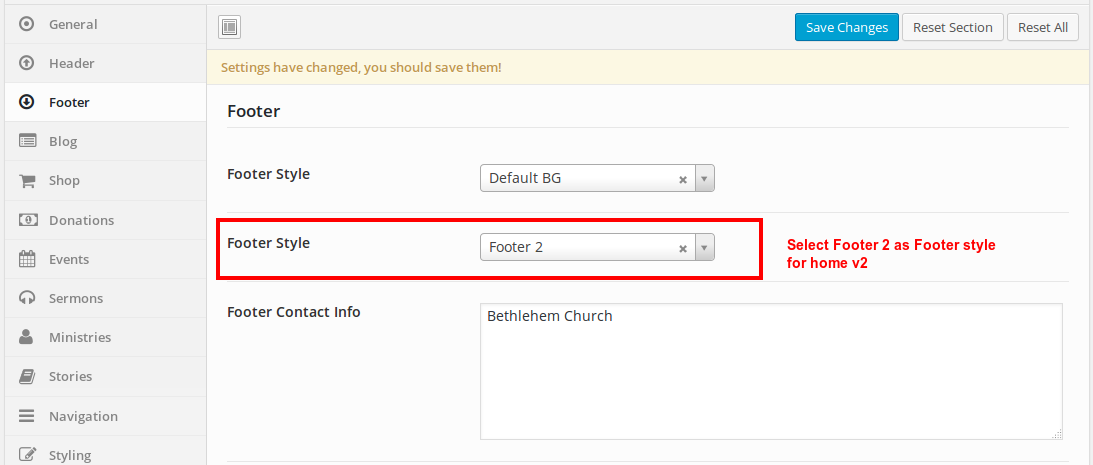 General
Header
Footer
Blog
Shop
Donations
Events
Sermons
Ministries
Stories
Navigation
Styling
Save Changes
Reset Section
Reset All
Settings have changed, you should save them!
Footer
Footer Style
Default BG
Footer Style
Footer 2
Select Footer 2 as Footer style
for home v2
Footer Contact Info
Bethlehem Church